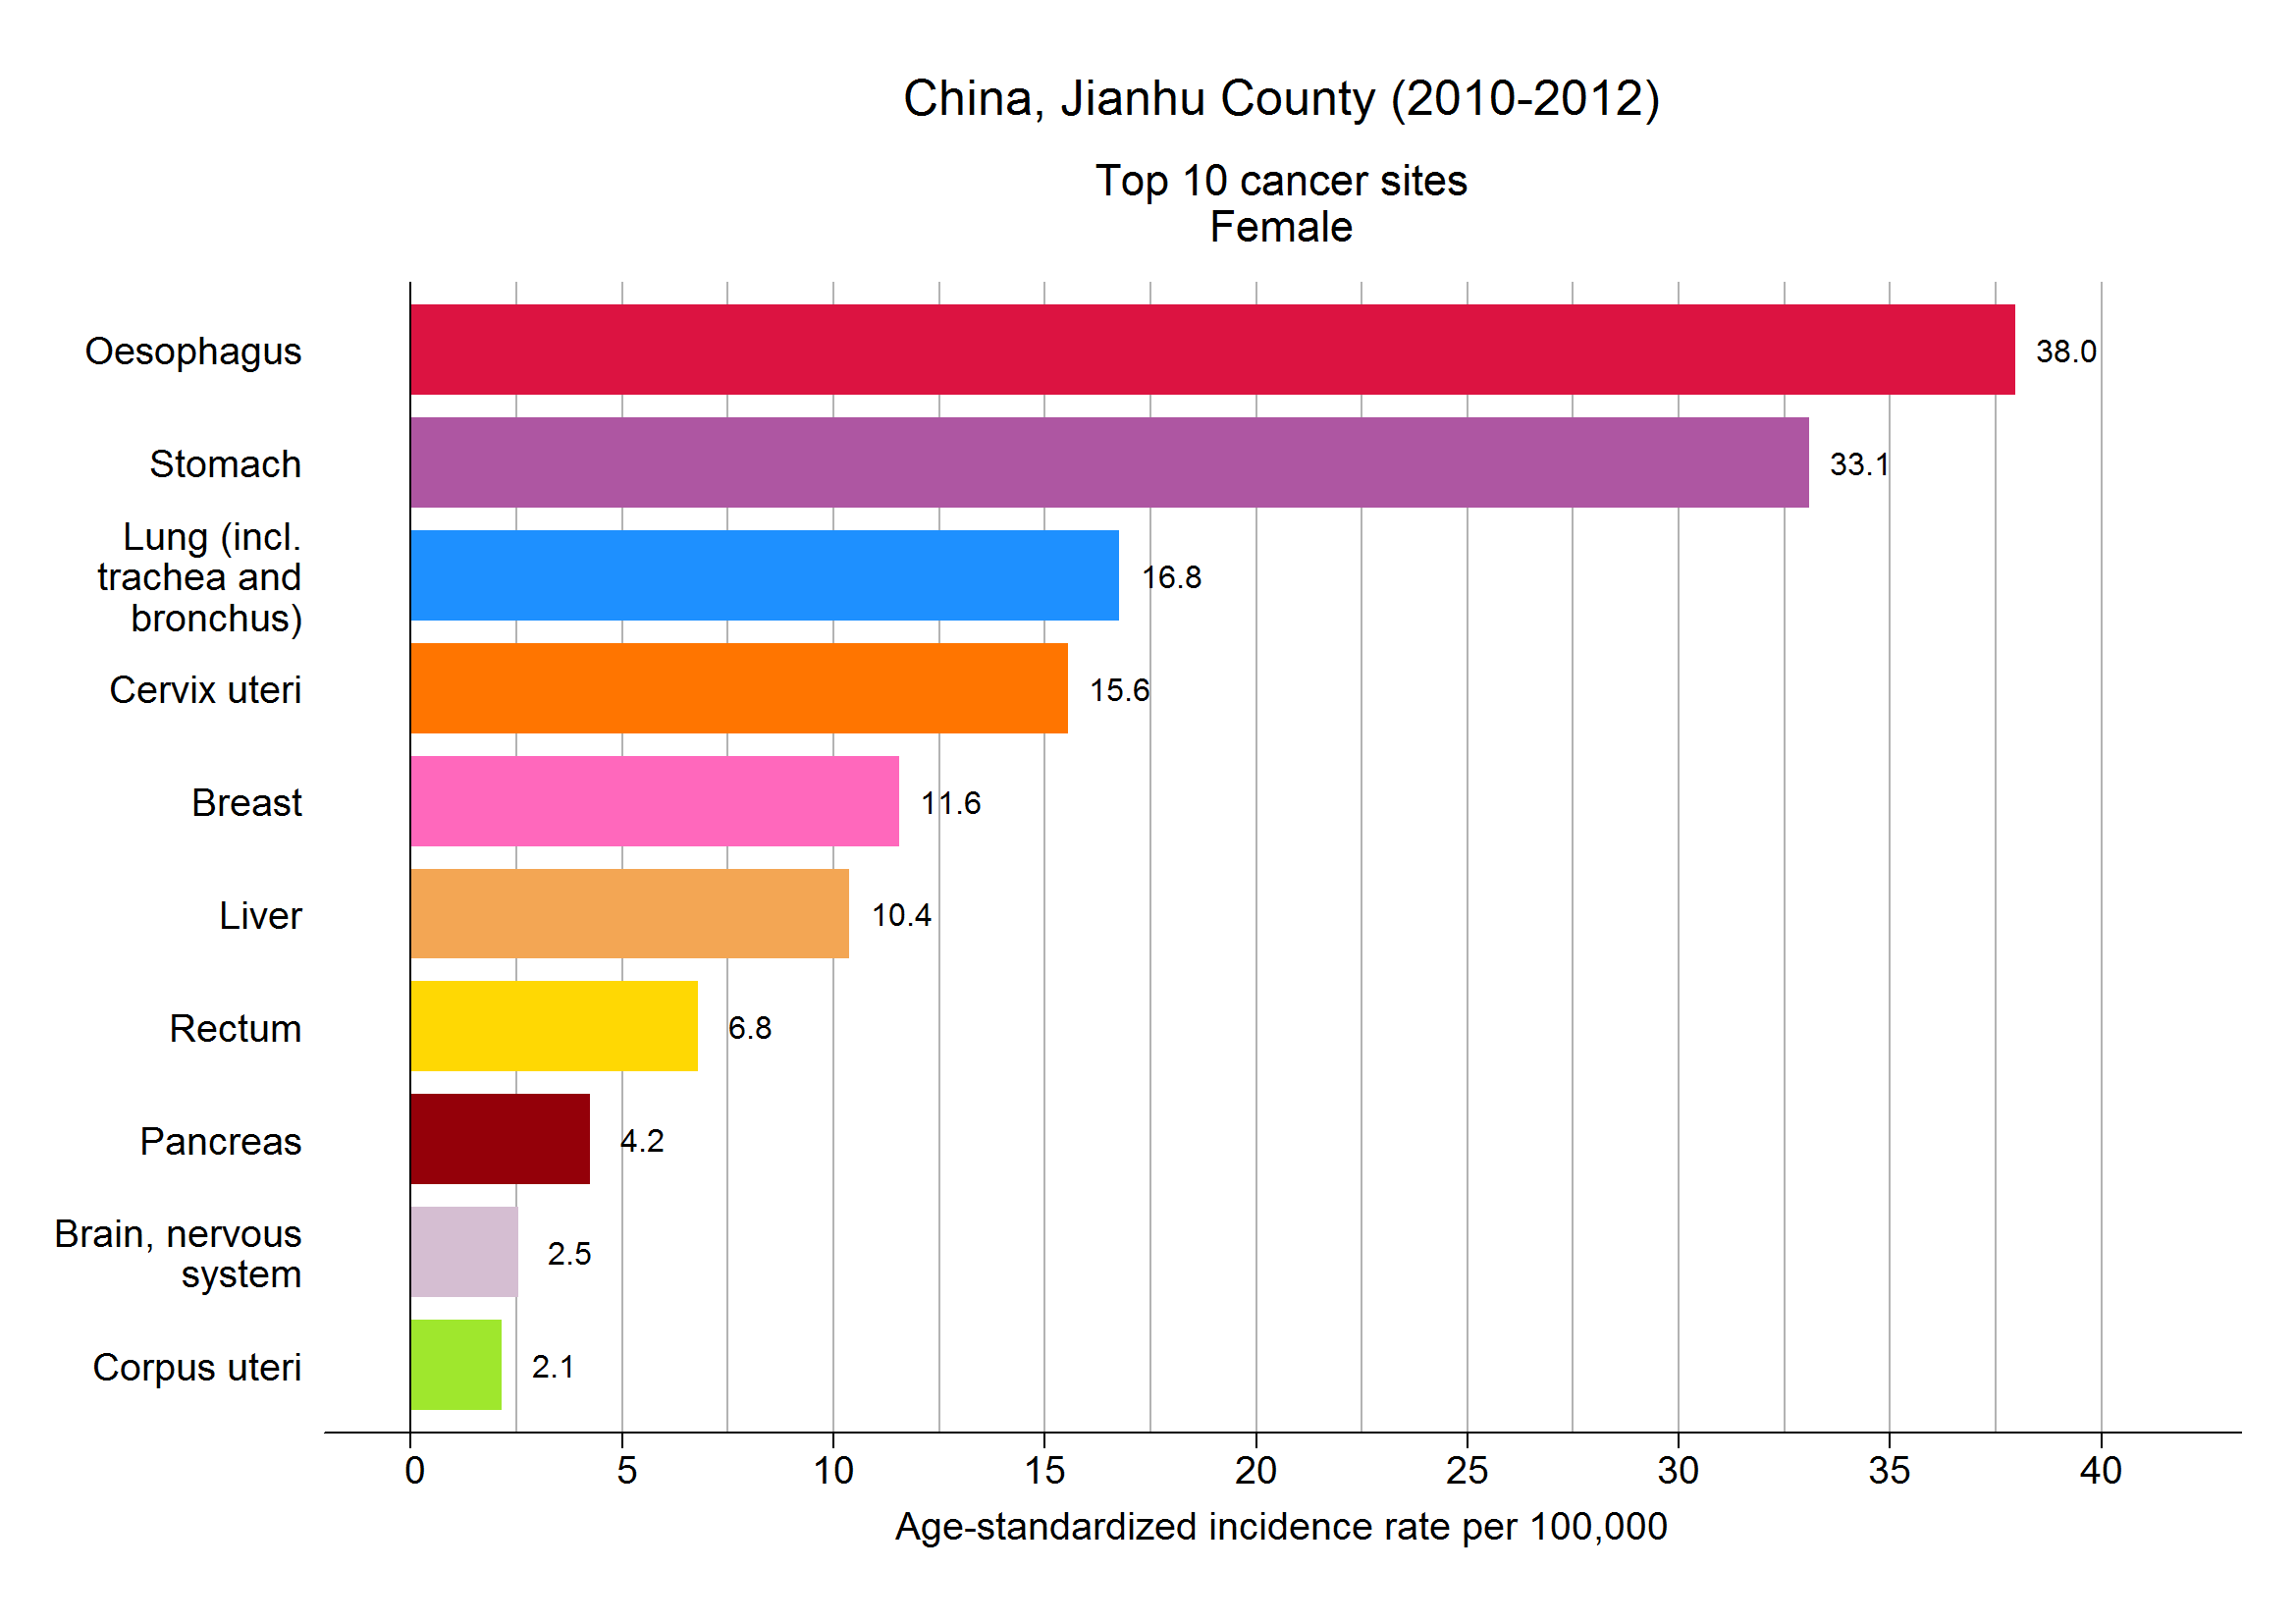 China, Jianhu County (2010-2012)
Top 10 cancer sites
Female
Oesophagus
38.0
Stomach
33.1
Lung (incl.
trachea and
bronchus)
16.8
Cervix uteri
15.6
Breast
11.6
Liver
10.4
Rectum
6.8
Pancreas
4.2
Brain, nervous
system
2.5
Corpus uteri
2.1
0 5 10 15 20 25 30 35 40
Age-standardized incidence rate per 100,000